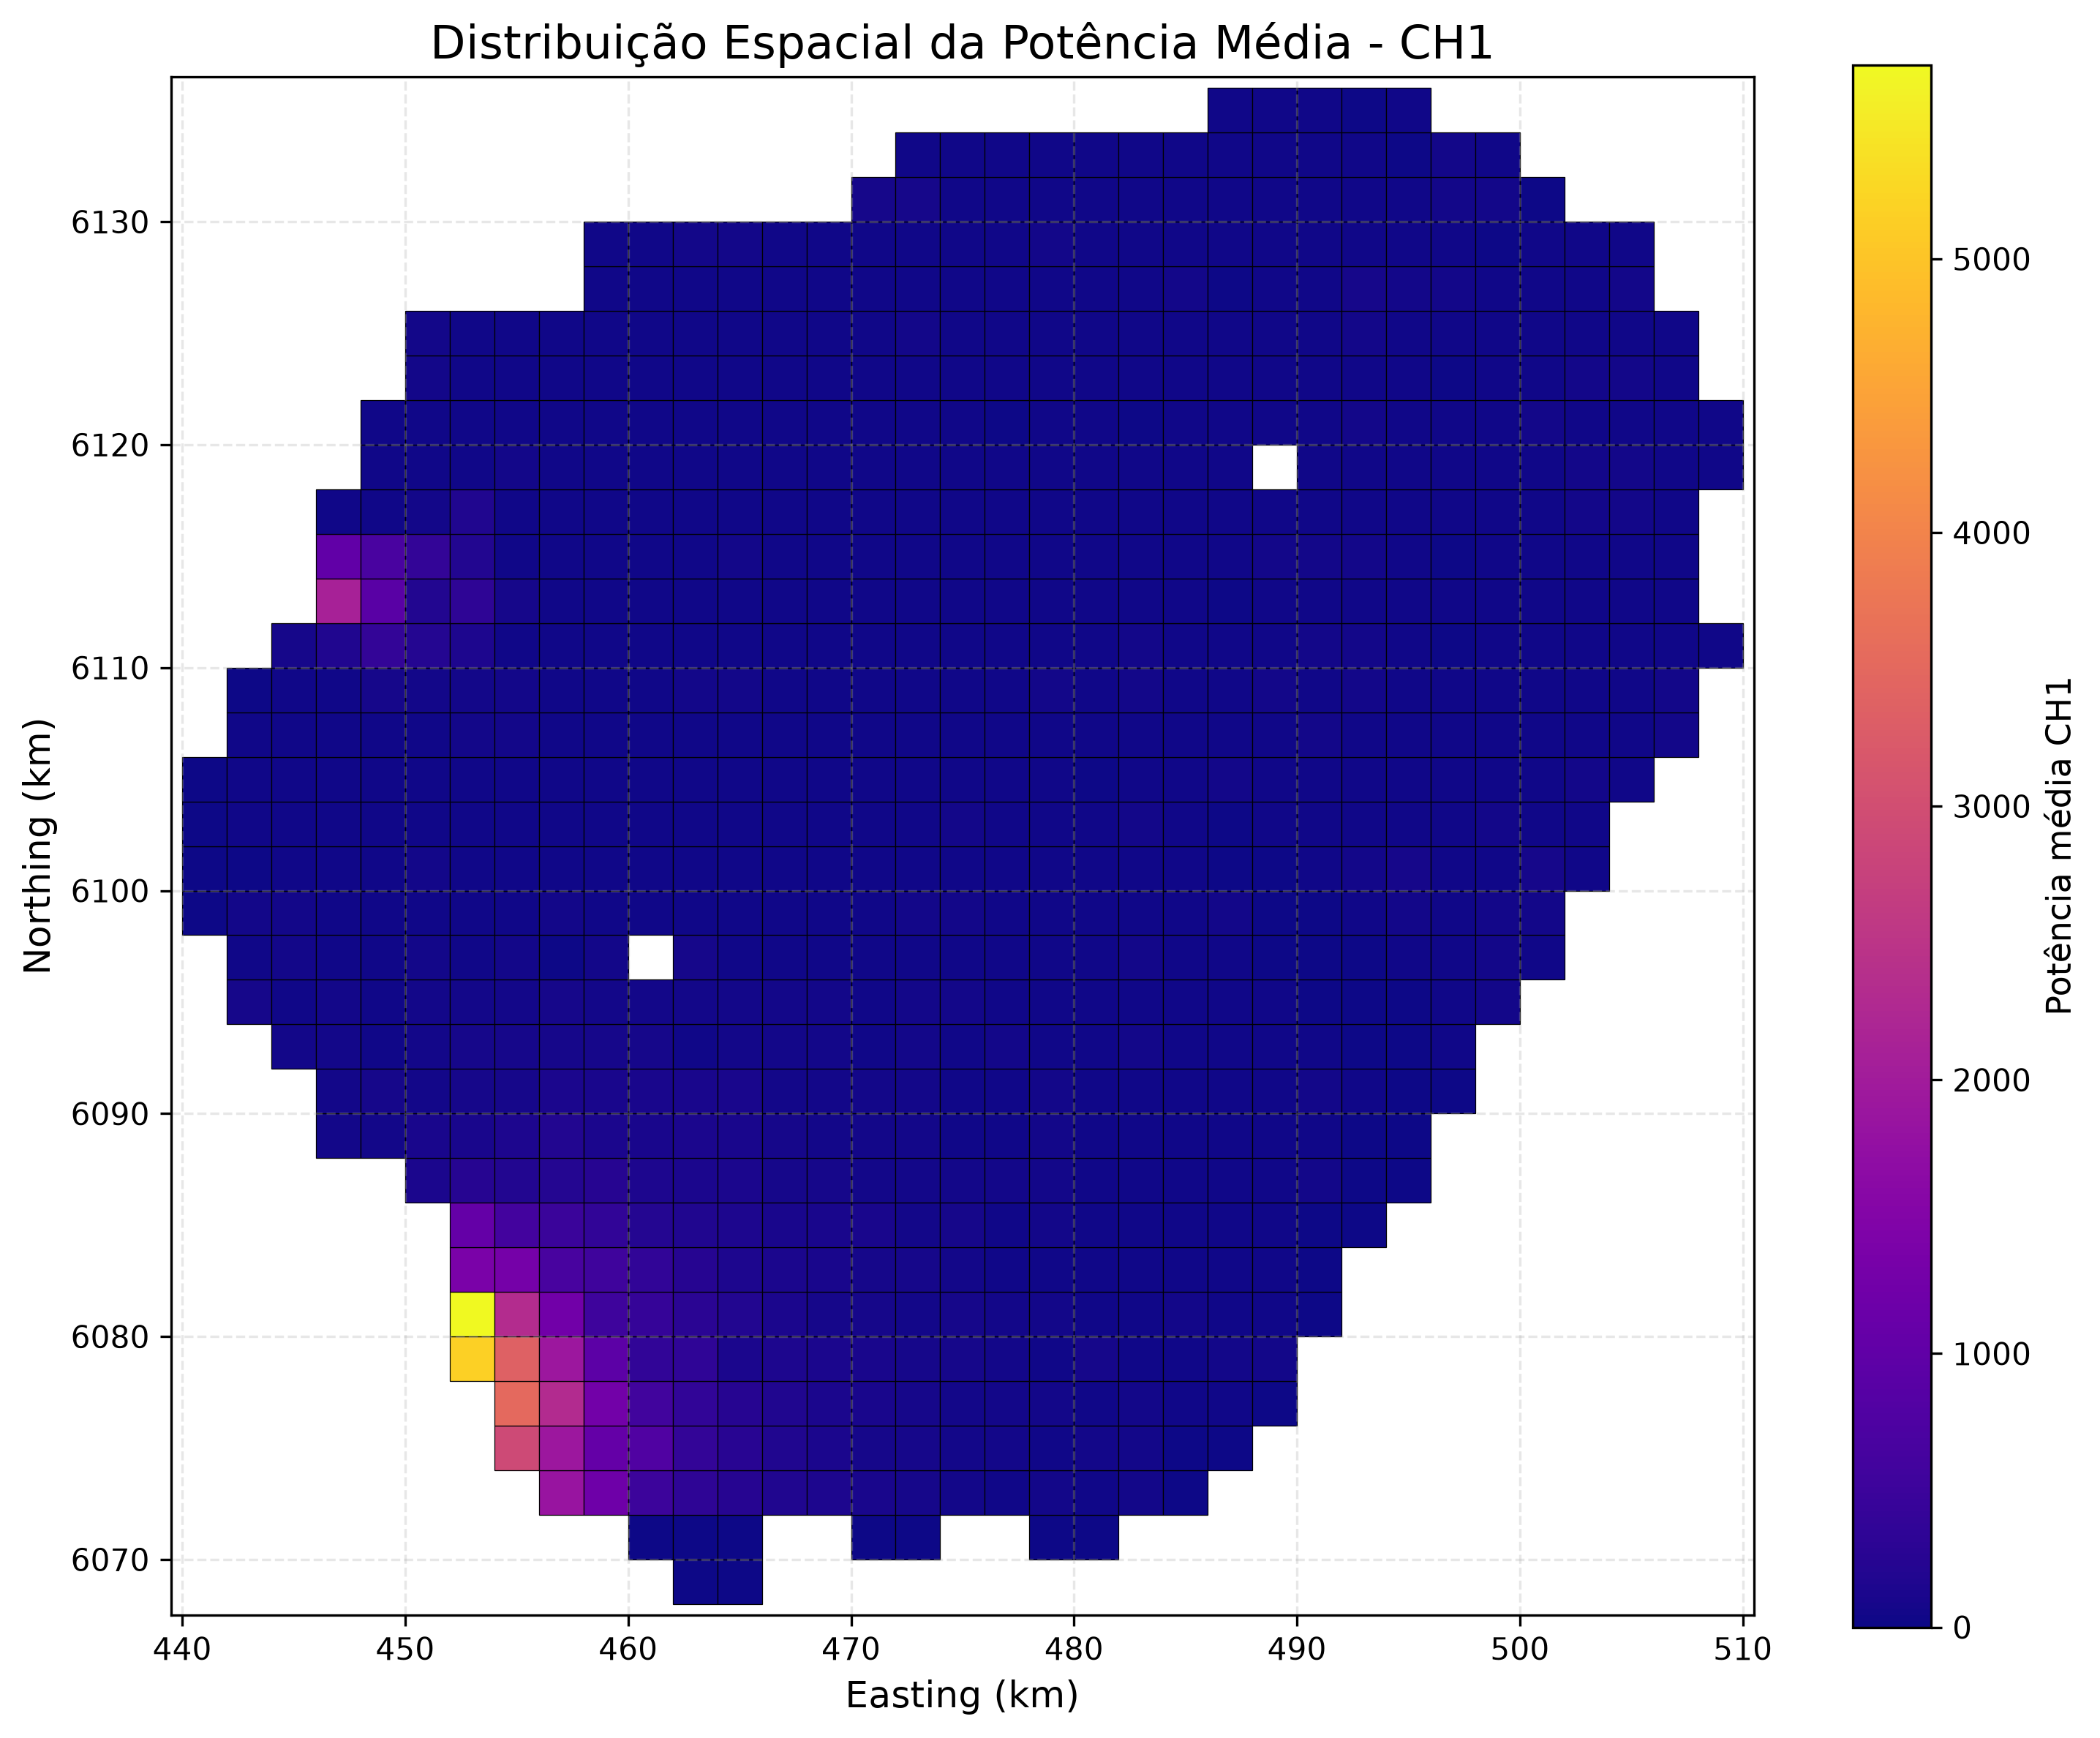 Distribuição Espacial da Potência Média - CH1
Northing (km)
6130
6120
6110
6100
6090
6080
6070
440 450 460 470 480 490 500 510
Easting (km)
5000
4000
3000
2000
1000
0
Potência média CH1